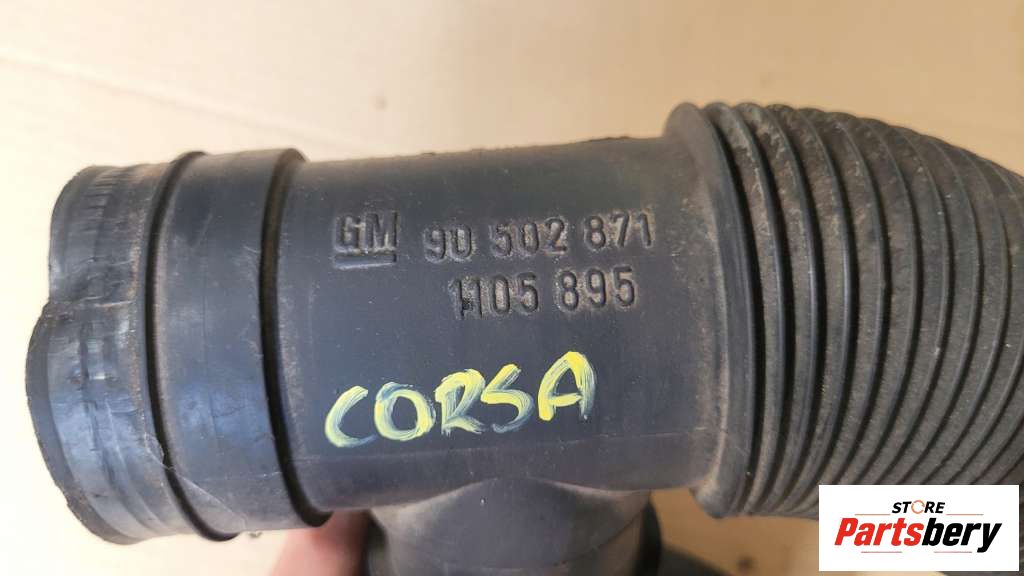 GM 90 502 871
1105 895
CORSA
STORE
Partsbery